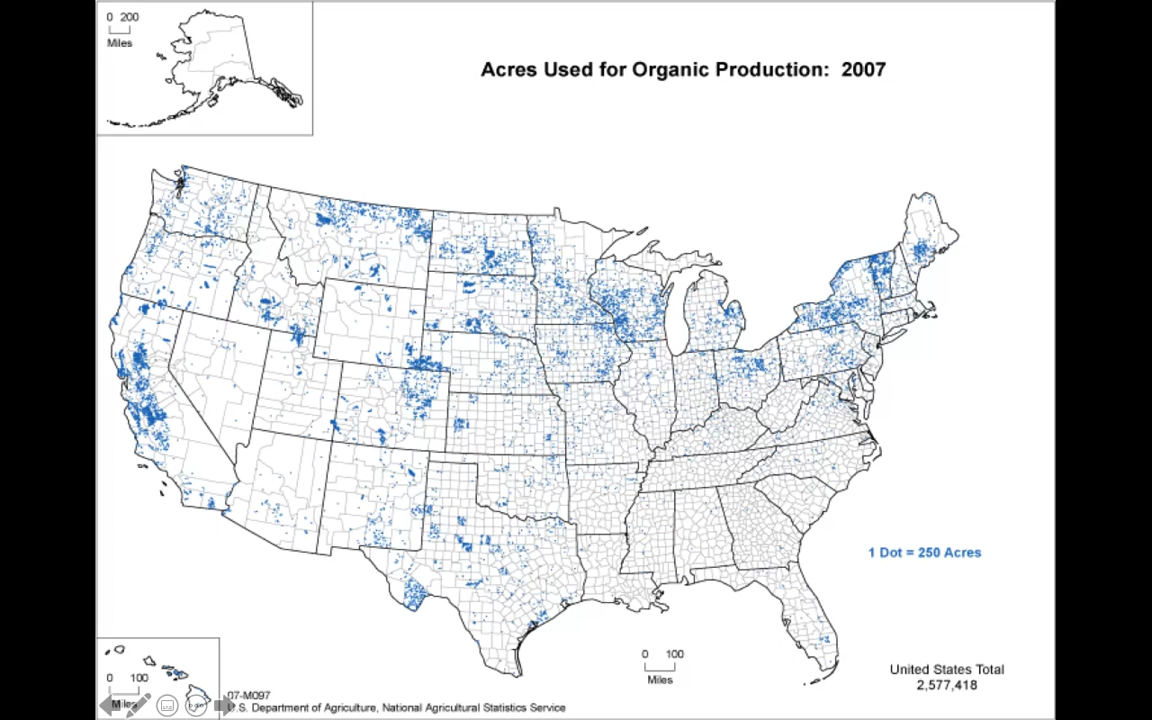 0 200
Miles
Acres Used for Organic Production: 2007
1 Dot = 250 Acres
0 100
Miles
United States Total
2,577,418
0 100
Miles
07-M097
U.S. Department of Agriculture, National Agricultural Statistics Service